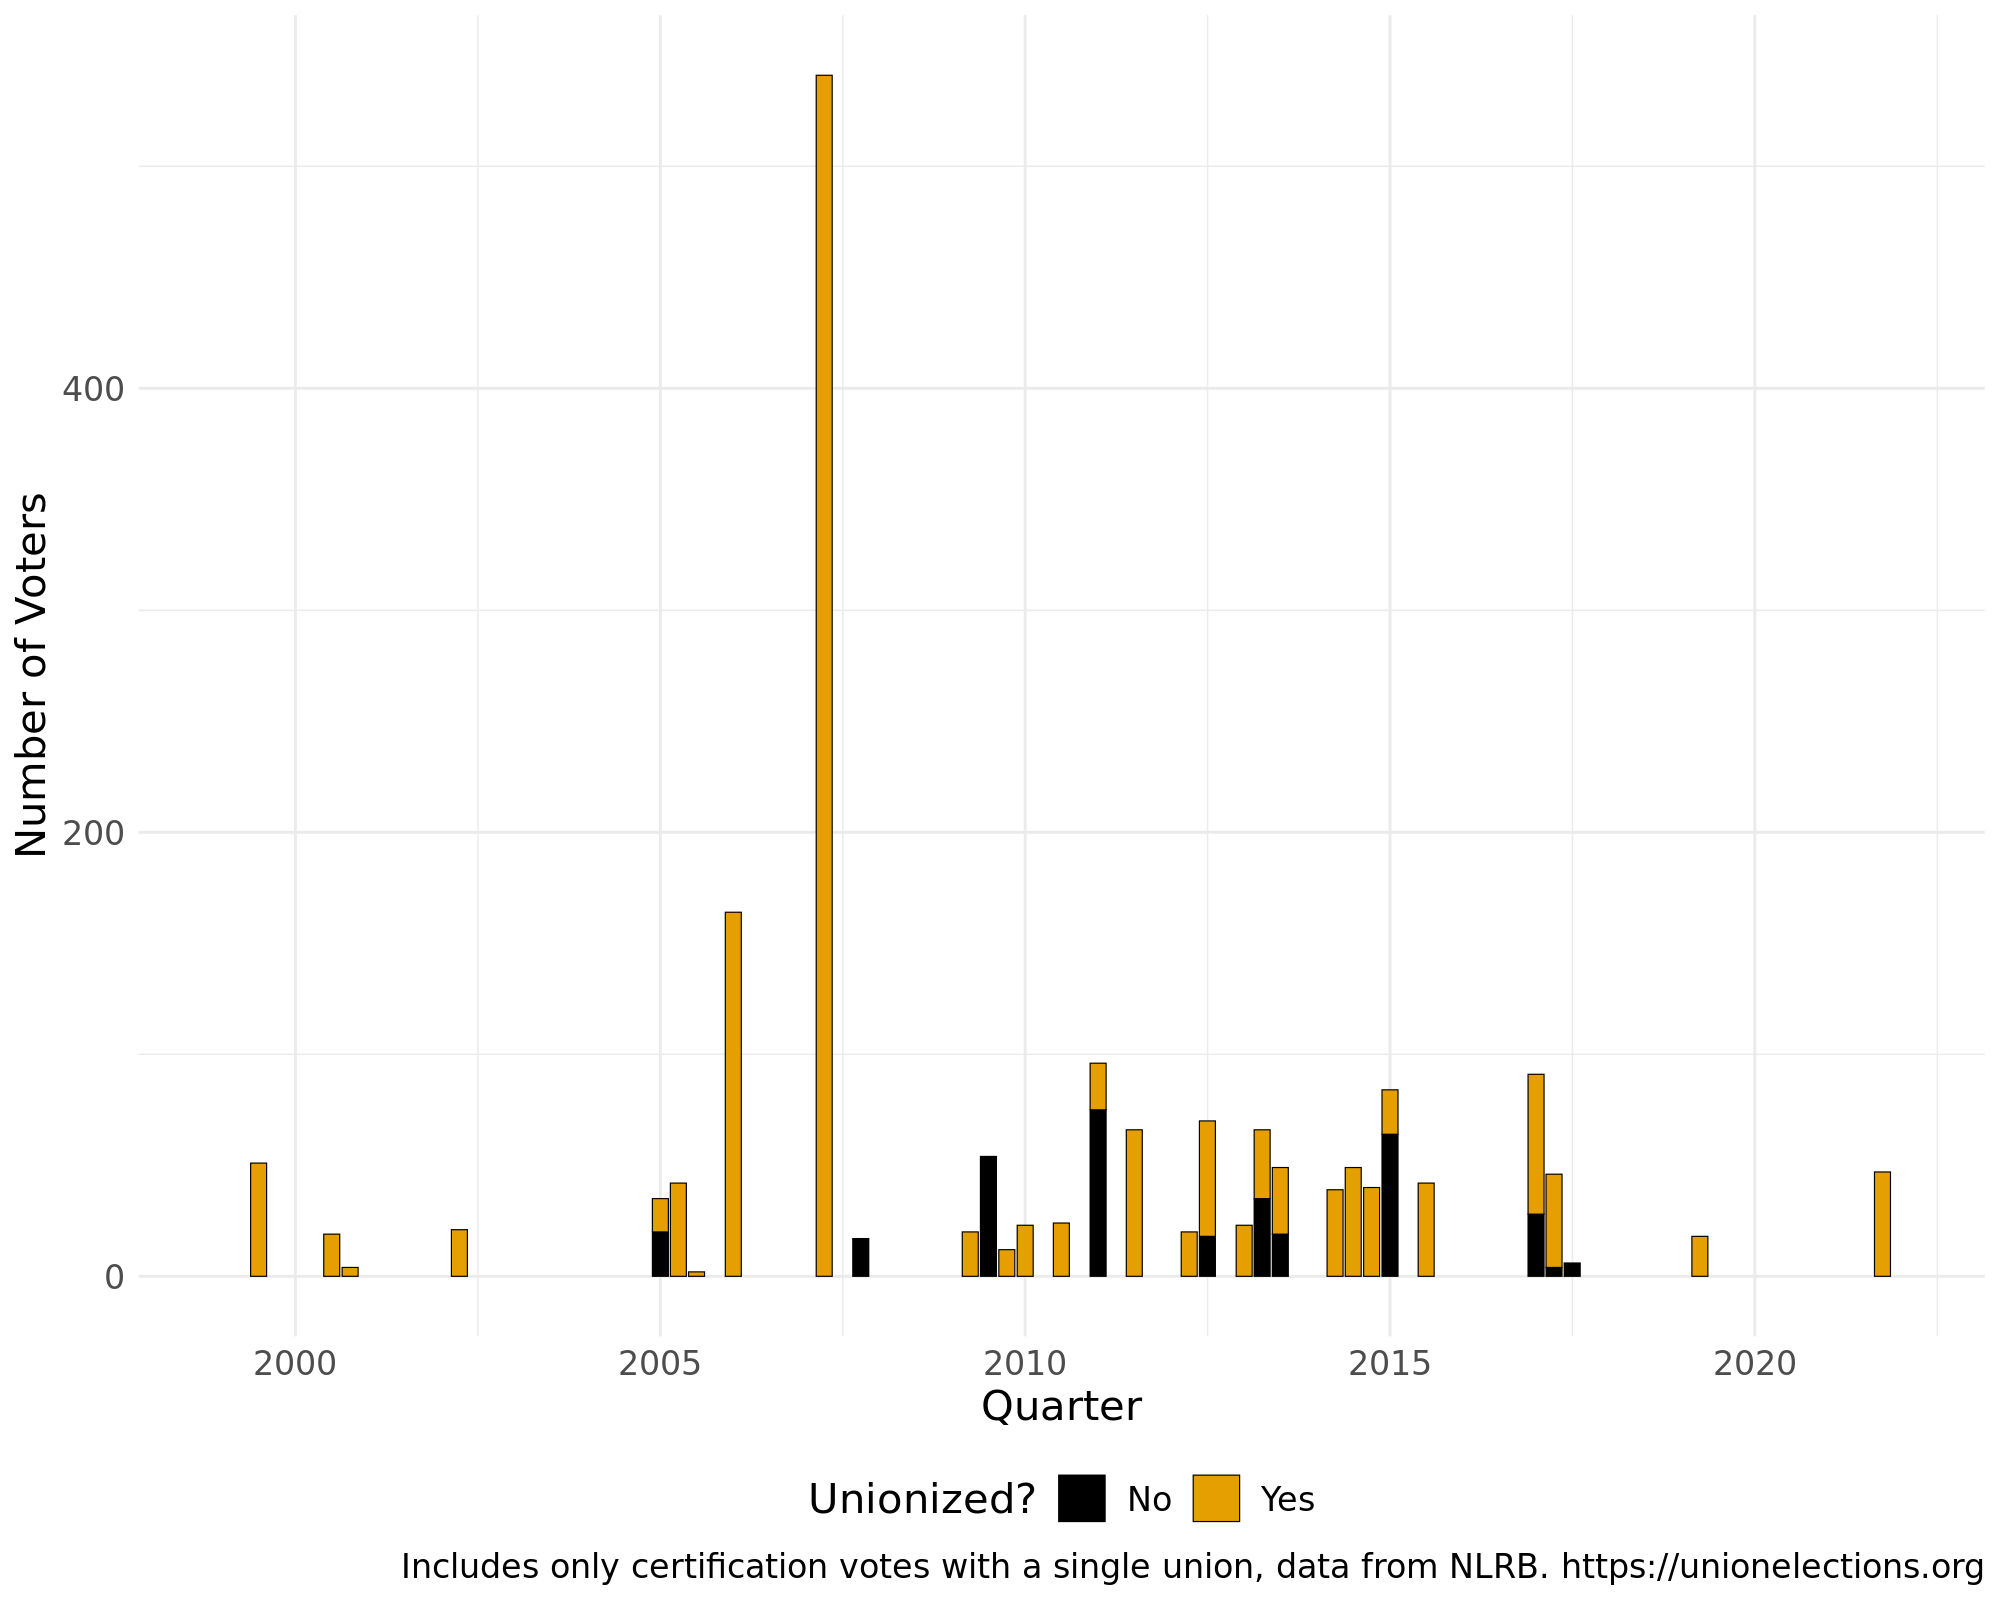 Number of Voters
400
200
0
2000 2005 2010 2015 2020
Quarter
Unionized? No Yes
Includes only certification votes with a single union, data from NLRB. https://unionelections.org